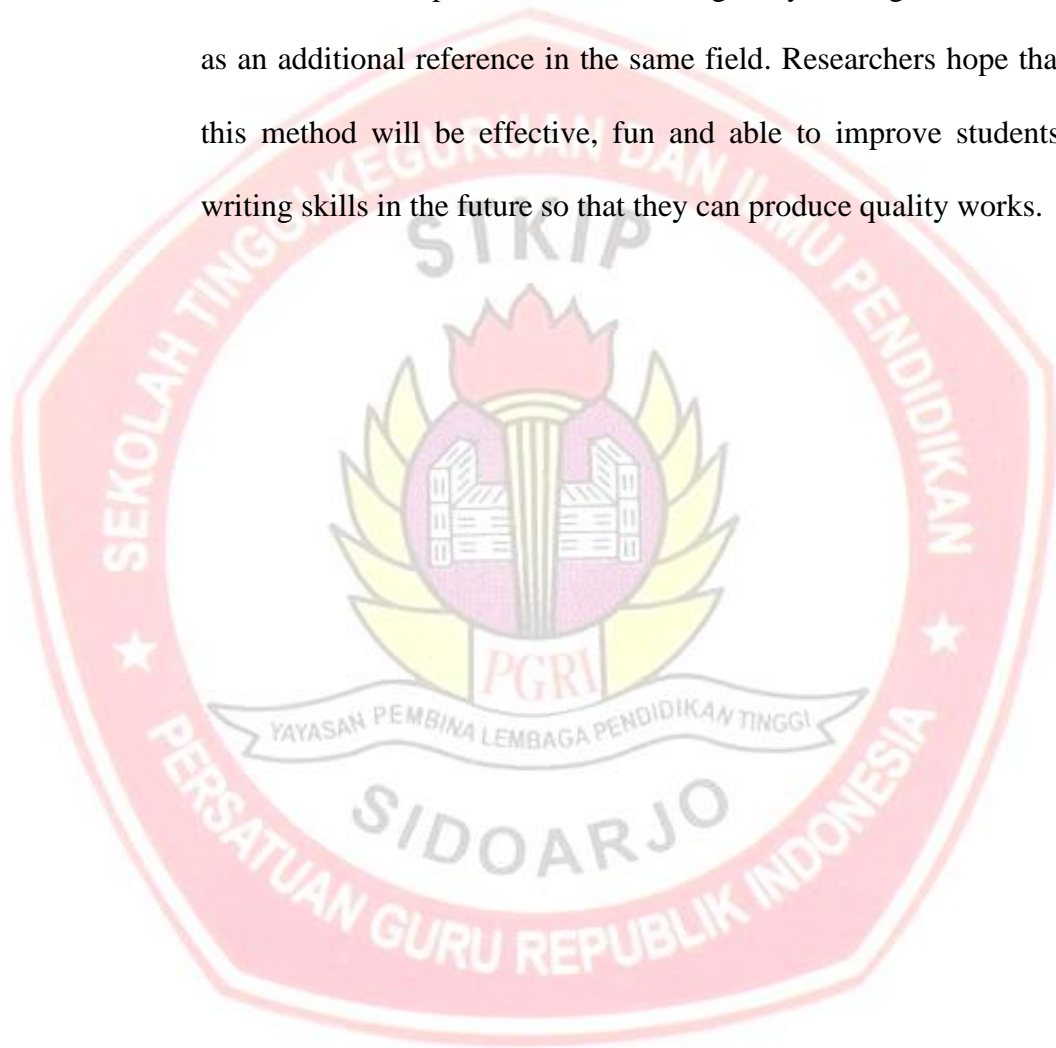 as an additional reference in the same field. Researchers hope tha
this method will be effective, fun and able to improve students
writing skills in the future so that they can produce quality works.
SEKOLAH TINGGI KEGURUAN DAN ILMU PENDIDIKAN
STKIP
PGRI
YAYASAN PEMBINA LEMBAGA PENDIDIKAN TINGGI
SIDOARJO
PERSATUAN GURU REPUBLIK INDONESIA